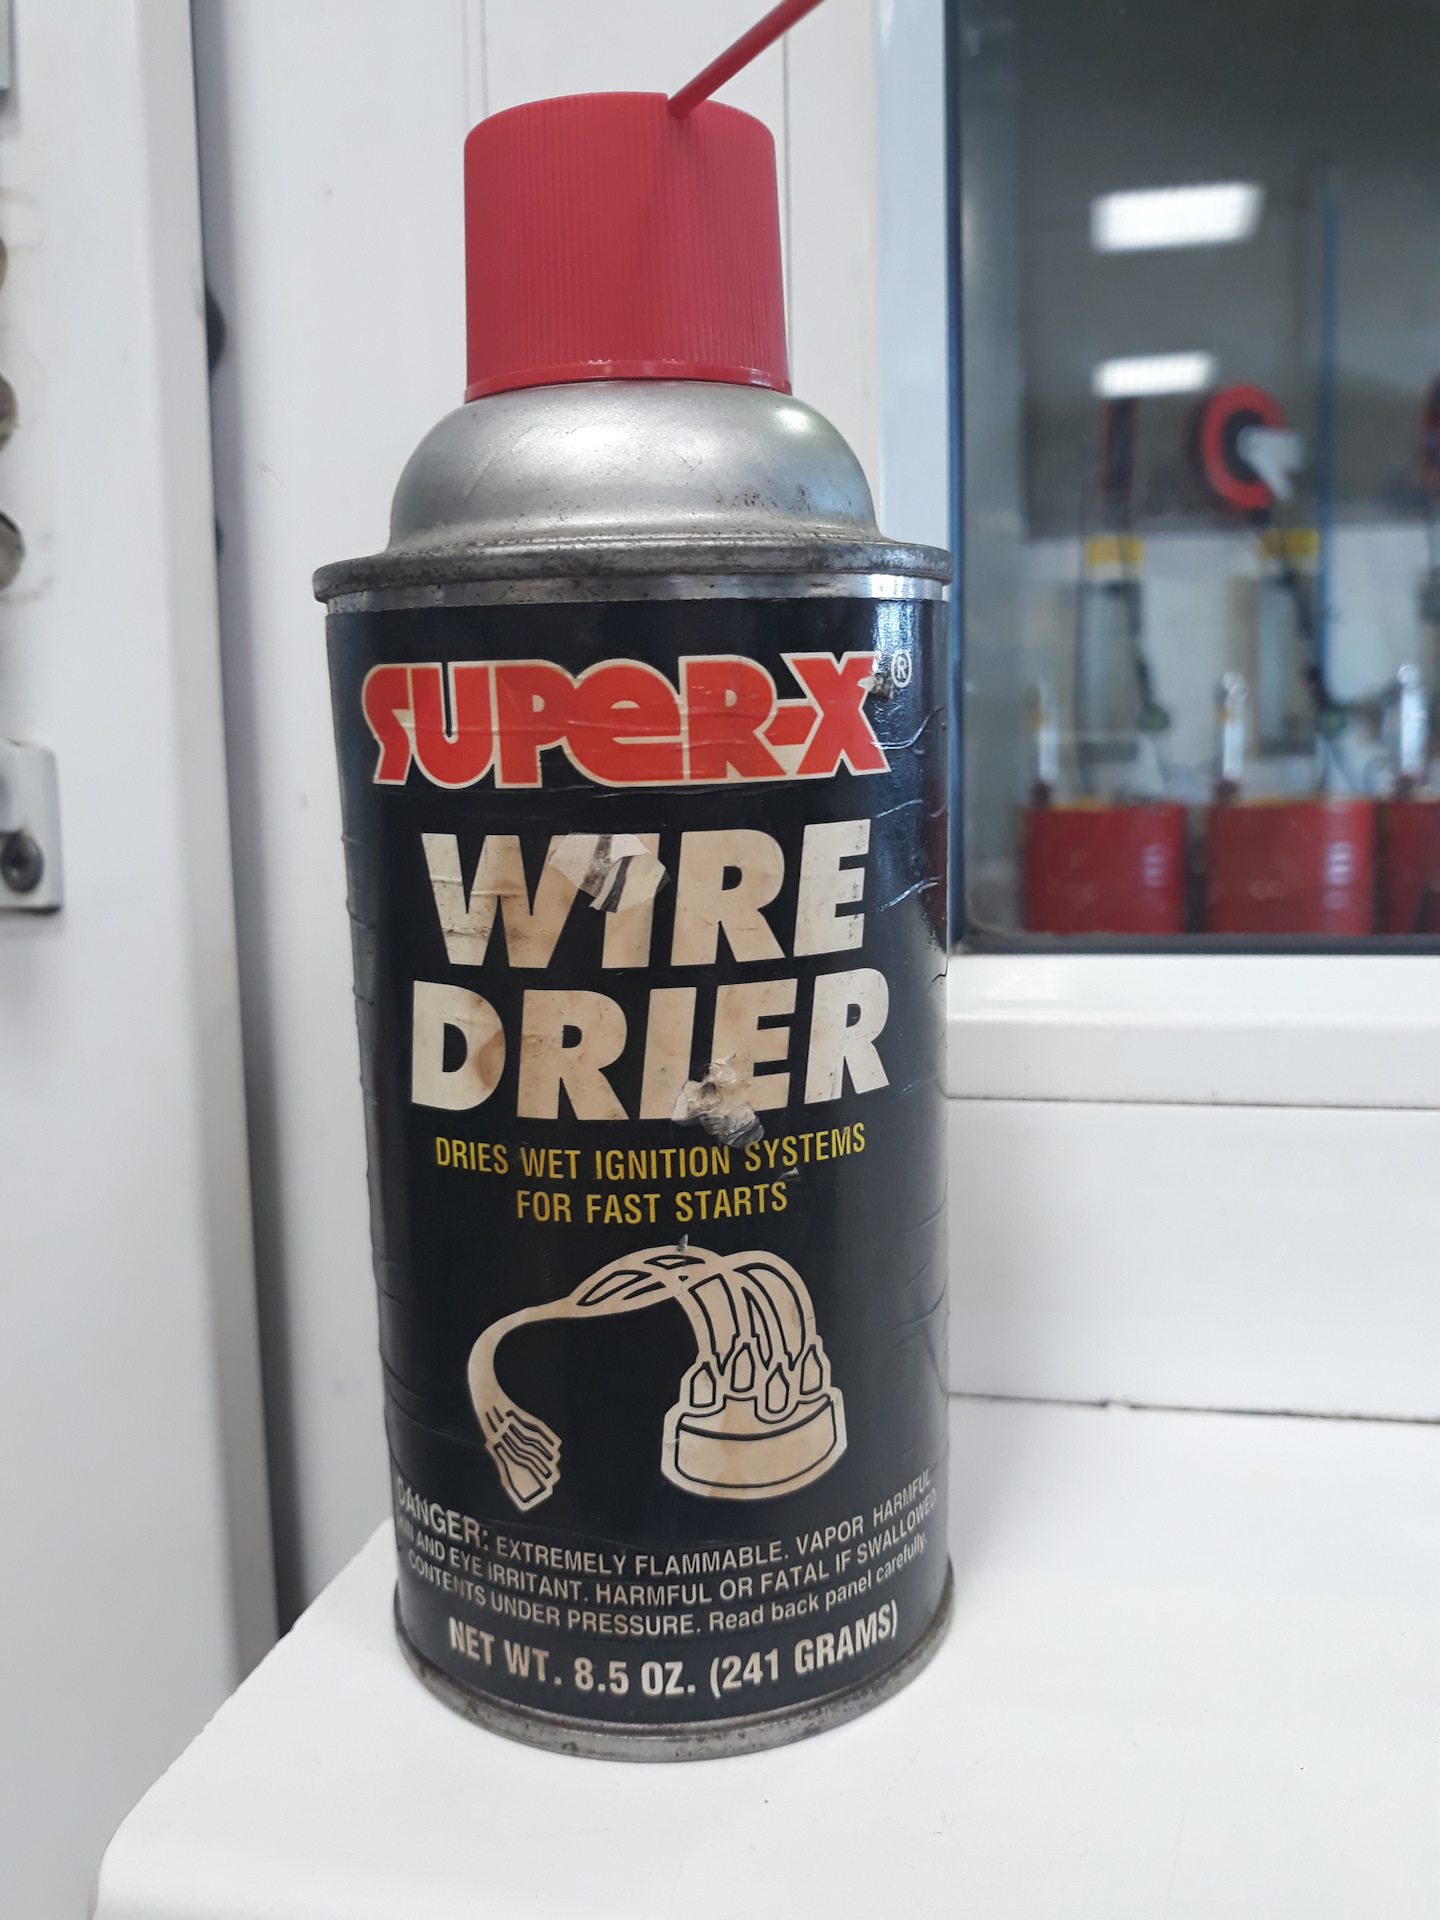 SUPER-X®
WIRE
DRIER
DRIES WET IGNITION SYSTEMS
FOR FAST STARTS
DANGER: EXTREMELY FLAMMABLE. VAPOR HARMFUL.
SKIN AND EYE IRRITANT. HARMFUL OR FATAL IF SWALLOWED.
CONTENTS UNDER PRESSURE. Read back panel carefully.
NET WT. 8.5 OZ. (241 GRAMS)